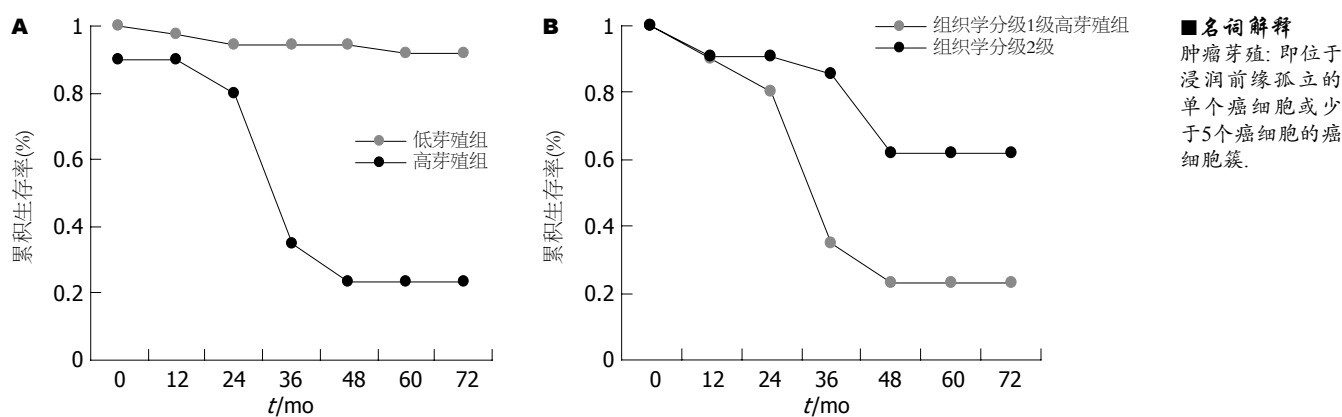 A
1
0.8
0.6
0.4
0.2
0
累积生存率(%)
低芽殖组
高芽殖组
0 12 24 36 48 60 72
t/mo
B
1
0.8
0.6
0.4
0.2
0
累积生存率(%)
组织学分级1级高芽殖组
组织学分级2级
0 12 24 36 48 60 72
t/mo
■名词解释
肿瘤芽殖: 即位于
浸润前缘孤立的
单个癌细胞或少
于5个癌细胞的癌
细胞簇.